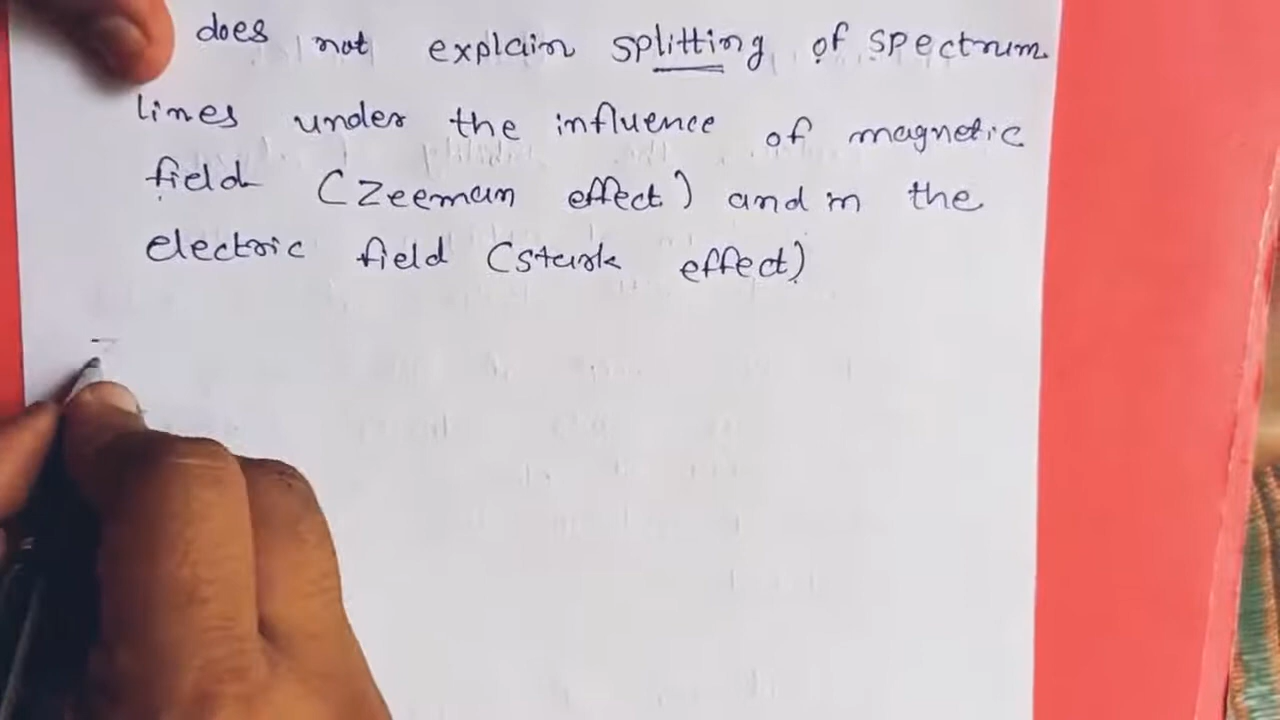 does not explain splitting of spectrum
lines under the influence of magnetic
field (Zeeman effect) and in the
electric field (stark effect)